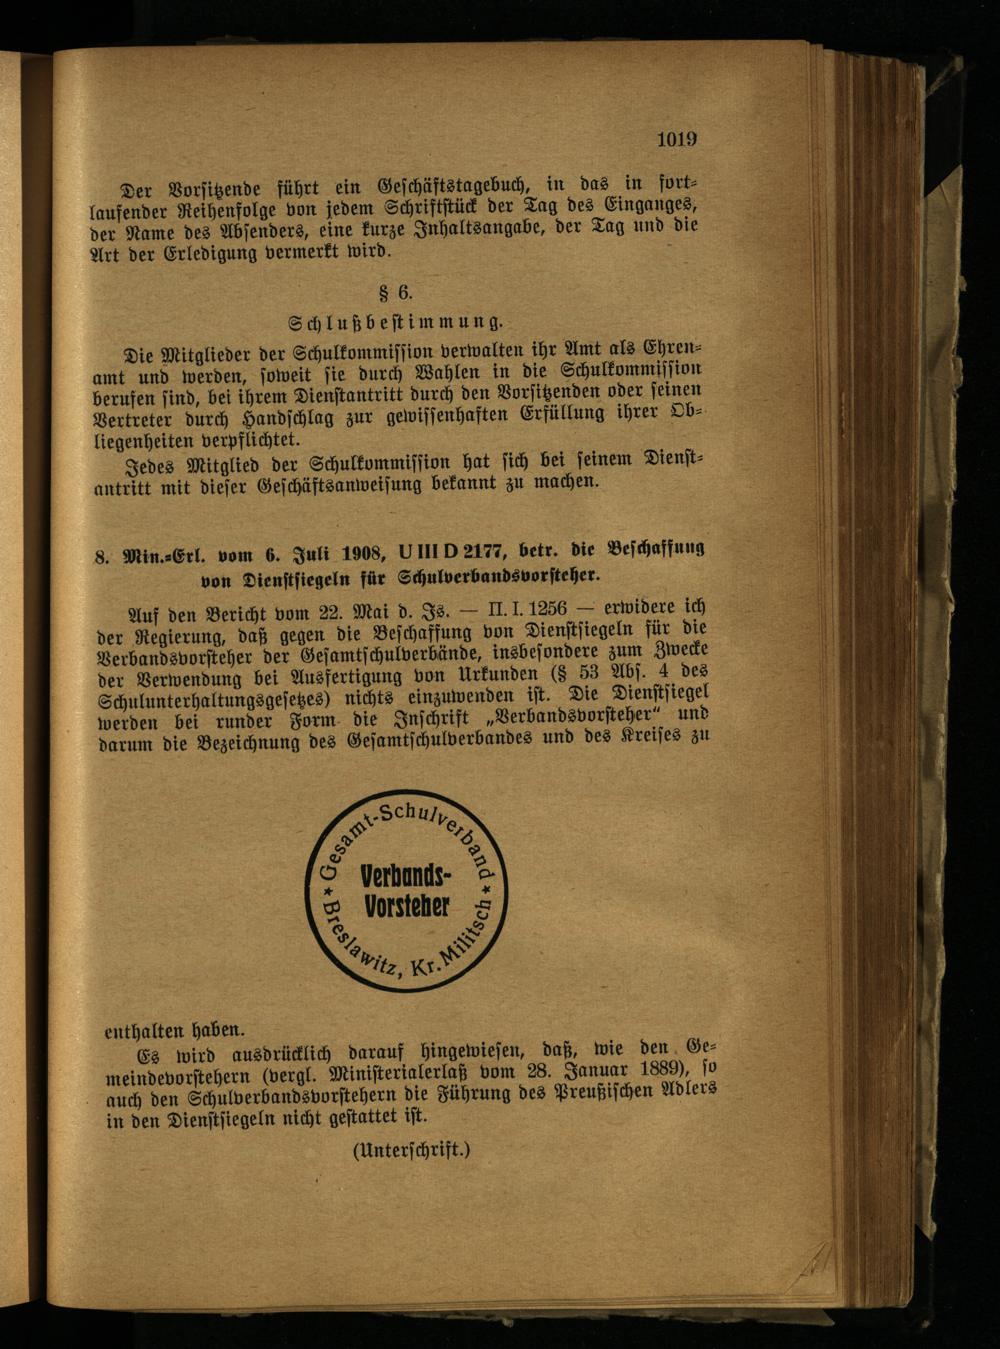 1019
Der Vorsitzende führt ein Geschäftstagebuch, in das in fort-
laufender Reihenfolge von jedem Schriftstück der Tag des Einganges,
der Name des Absenders, eine kurze Inhaltsangabe, der Tag und die
Art der Erledigung vermerkt wird.
§ 6.
Schlußbestimmung.
Die Mitglieder der Schulkommission verwalten ihr Amt als Ehren-
amt und werden, soweit sie durch Wahlen in die Schulkommission
berufen sind, bei ihrem Dienstantritt durch den Vorsitzenden oder seinen
Vertreter durch Handschlag zur gewissenhaften Erfüllung ihrer Ob-
liegenheiten verpflichtet.
Jedes Mitglied der Schulkommission hat sich bei seinem Dienst-
antritt mit dieser Geschäftsanweisung bekannt zu machen.
8. Min.-Erl. vom 6. Juli 1908, U III D 2177, betr. die Beschaffung
von Dienstsiegeln für Schulverbandsvorsteher.
Auf den Bericht vom 22. Mai d. Js. — II. I. 1256 — erwidere ich
der Regierung, daß gegen die Beschaffung von Dienstsiegeln für die
Verbandsvorsteher der Gesamtschulverbände, insbesondere zum Zwecke
der Verwendung bei Ausfertigung von Urkunden (§ 53 Abs. 4 des
Schulunterhaltungsgesetzes) nichts einzuwenden ist. Die Dienstsiegel
werden bei runder Form die Inschrift „Verbandsvorsteher“ und
darum die Bezeichnung des Gesamtschulverbandes und des Kreises zu
Gesamt-Schulverband
Verbands-
Vorsteher
* Breslawitz, Kr. Militsch *
enthalten haben.
Es wird ausdrücklich darauf hingewiesen, daß, wie den Ge-
meindevorstehern (vergl. Ministerialerlaß vom 28. Januar 1889), so
auch den Schulverbandsvorstehern die Führung des Preußischen Adlers
in den Dienstsiegeln nicht gestattet ist.
(Unterschrift.)